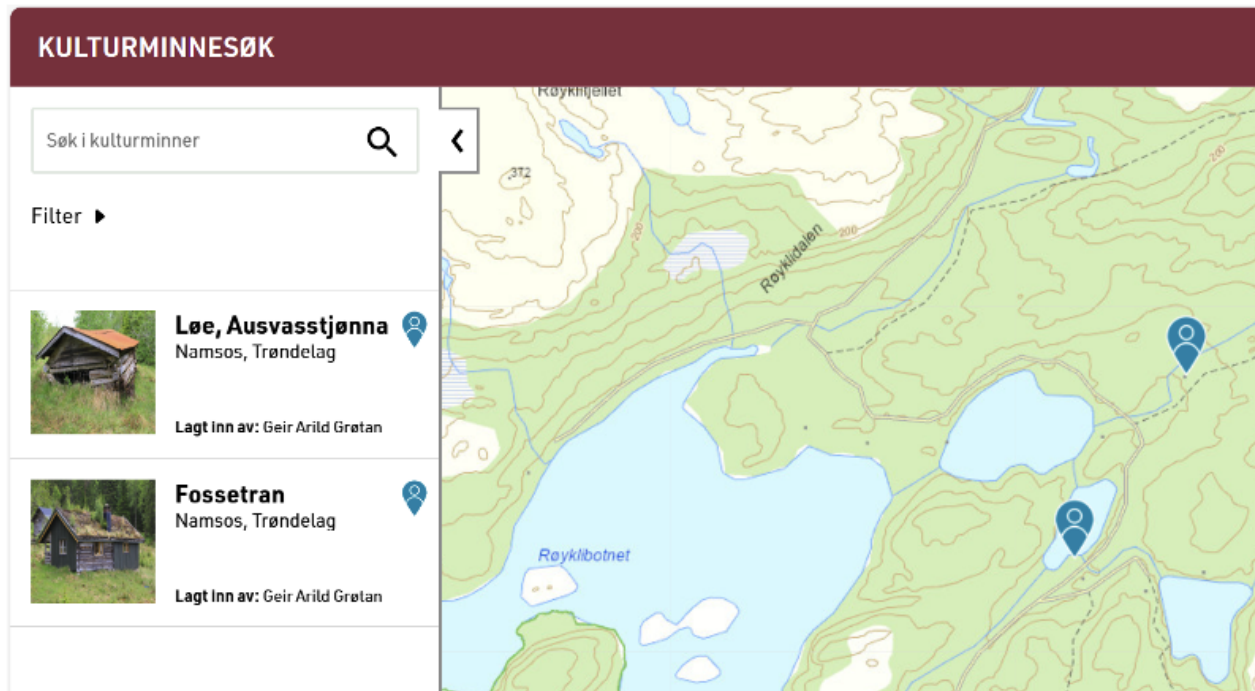 KULTURMINNESØK
Søk i kulturminner
Filter
Løe, Ausvasstjønna
Namsos, Trøndelag
Lagt inn av: Geir Arild Grøtan
Fossetran
Namsos, Trøndelag
Lagt inn av: Geir Arild Grøtan
372
200
Røyklidalen
200
200
Røyklibotnet